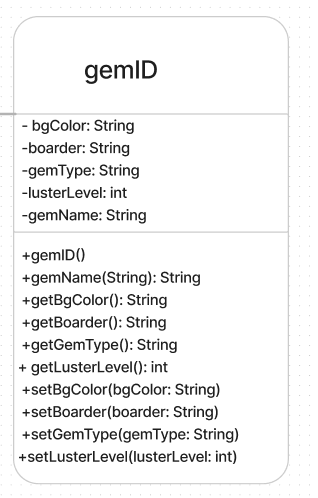 gemID
- bgColor: String
-boarder: String
-gemType: String
-lusterLevel: int
-gemName: String
+gemID()
+gemName(String): String
+getBgColor(): String
+getBoarder(): String
+getGemType(): String
+ getLusterLevel(): int
+setBgColor(bgColor: String)
+setBoarder(boarder: String)
+setGemType(gemType: String)
+setLusterLevel(lusterLevel: int)